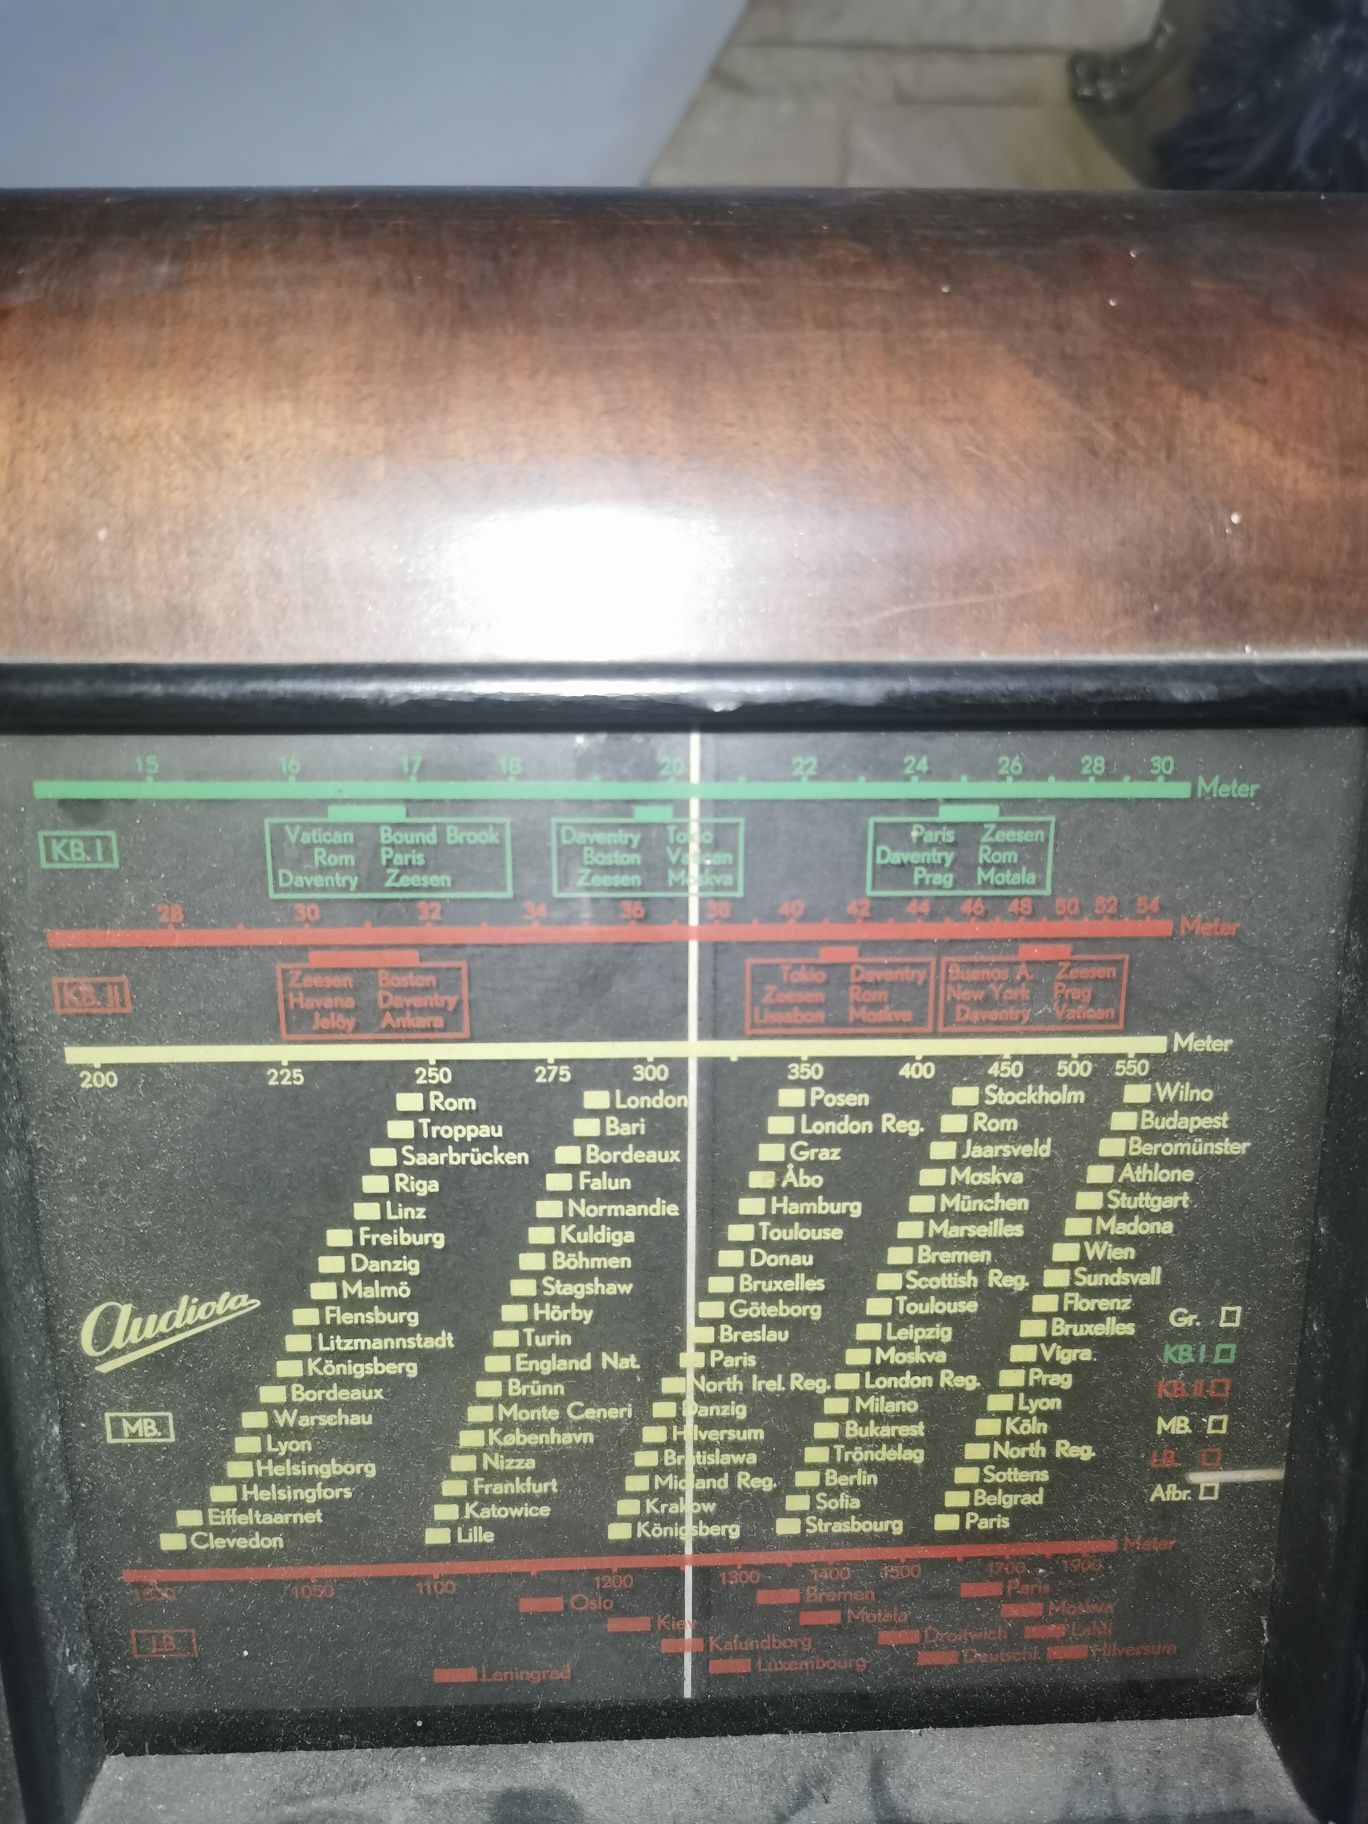 15 16 17 18 20 22 24 26 28 30 Meter
KB. I
Vatican Bound Brook
Rom Paris
Daventry Zeesen
Daventry Tokio
Boston Vatican
Zeesen Moskva
Paris Zeesen
Daventry Rom
Prag Motala
28 30 32 34 36 38 40 42 44 46 48 50 52 54 Meter
KB. II
Zeesen Boston
Havana Daventry
Jelöy Ankara
Tokio Daventry
Zeesen Rom
Lissabon Moskva
Buenos A. Zeesen
New York Prag
Daventry Vatican
Meter
200 225 250 275 300 350 400 450 500 550
Rom
Troppau
Saarbrücken
Riga
Linz
Freiburg
Danzig
Malmö
Flensburg
Litzmannstadt
Königsberg
Bordeaux
Warschau
Lyon
Helsingborg
Helsingfors
Eiffeltaarnet
Clevedon
London
Bari
Bordeaux
Falun
Normandie
Kuldiga
Böhmen
Stagshaw
Hörby
Turin
England Nat.
Brünn
Monte Ceneri
København
Nizza
Frankfurt
Katowice
Lille
Posen
London Reg.
Graz
Åbo
Hamburg
Toulouse
Donau
Bruxelles
Göteborg
Breslau
Paris
North Irel. Reg.
Danzig
Hilversum
Bratislawa
Midland Reg.
Krakow
Königsberg
Stockholm
Rom
Jaarsveld
Moskva
München
Marseilles
Bremen
Scottish Reg.
Toulouse
Leipzig
Moskva
London Reg.
Milano
Bukarest
Tröndelag
Berlin
Sofia
Strasbourg
Wilno
Budapest
Beromünster
Athlone
Stuttgart
Madona
Wien
Sundsvall
Florenz
Bruxelles
Vigra
Prag
Lyon
Köln
North Reg.
Sottens
Belgrad
Paris
Audiola
MB.
Gr.
KB. I
KB. II
MB.
LB.
Afbr.
Meter
1000 1050 1100 1200 1300 1400 1500 1700 1900
LB.
Oslo
Bremen
Paris
Kiev
Motala
Moskva
Kalundborg
Droitwich
Lahti
Leningrad
Luxembourg
Deutschl.
Hilversum